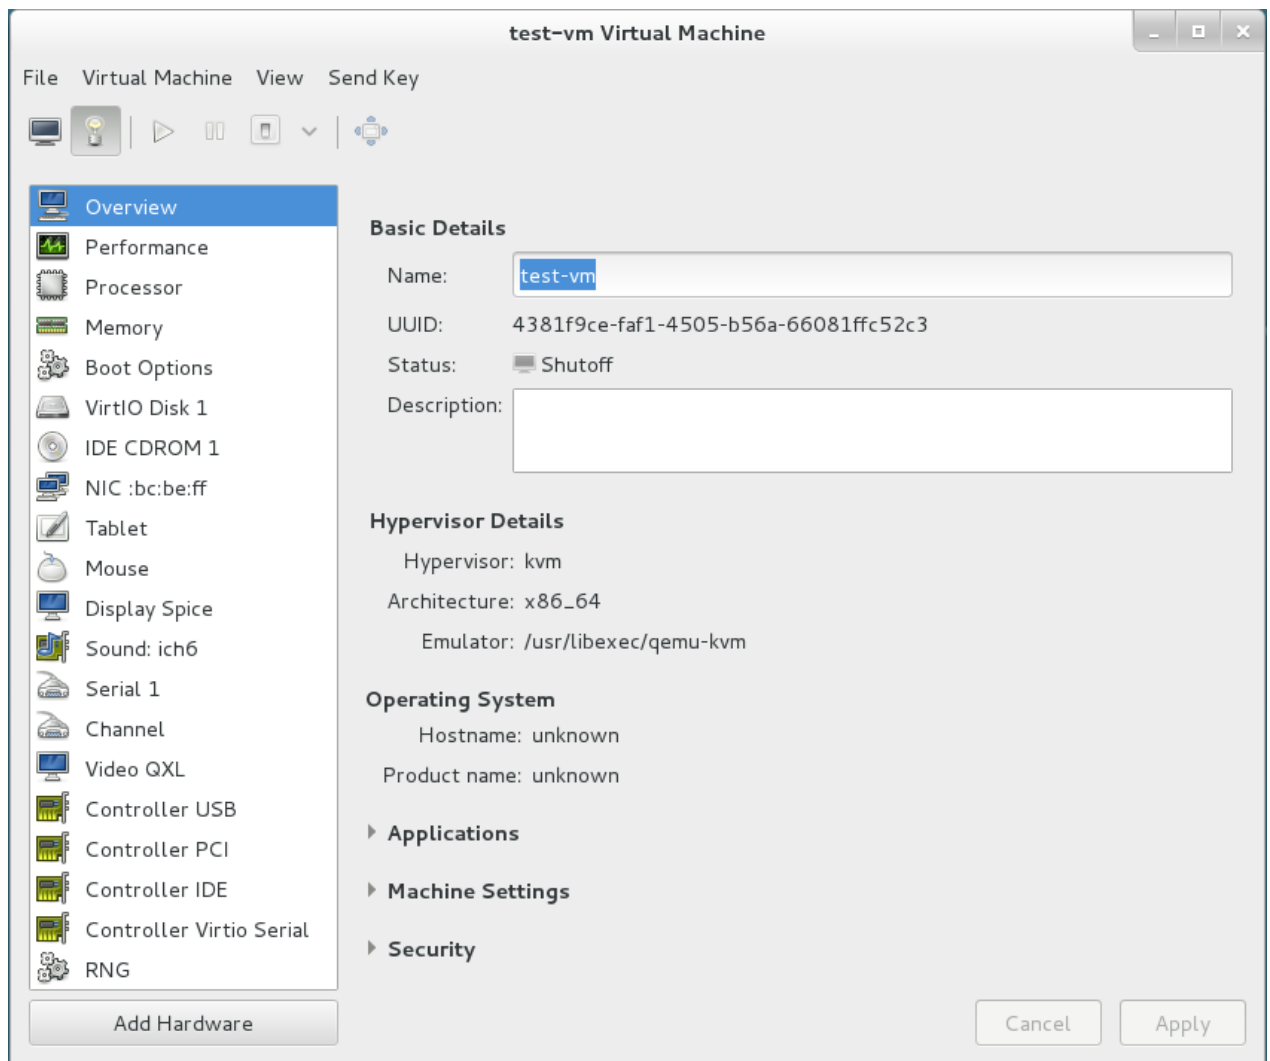 test-vm Virtual Machine
File Virtual Machine View Send Key
Overview
Performance
Processor
Memory
Boot Options
VirtIO Disk 1
IDE CDROM 1
NIC :bc:be:ff
Tablet
Mouse
Display Spice
Sound: ich6
Serial 1
Channel
Video QXL
Controller USB
Controller PCI
Controller IDE
Controller Virtio Serial
RNG
Add Hardware
Basic Details
Name: test-vm
UUID: 4381f9ce-faf1-4505-b56a-66081ffc52c3
Status: Shutoff
Description:
Hypervisor Details
Hypervisor: kvm
Architecture: x86_64
Emulator: /usr/libexec/qemu-kvm
Operating System
Hostname: unknown
Product name: unknown
Applications
Machine Settings
Security
Cancel Apply